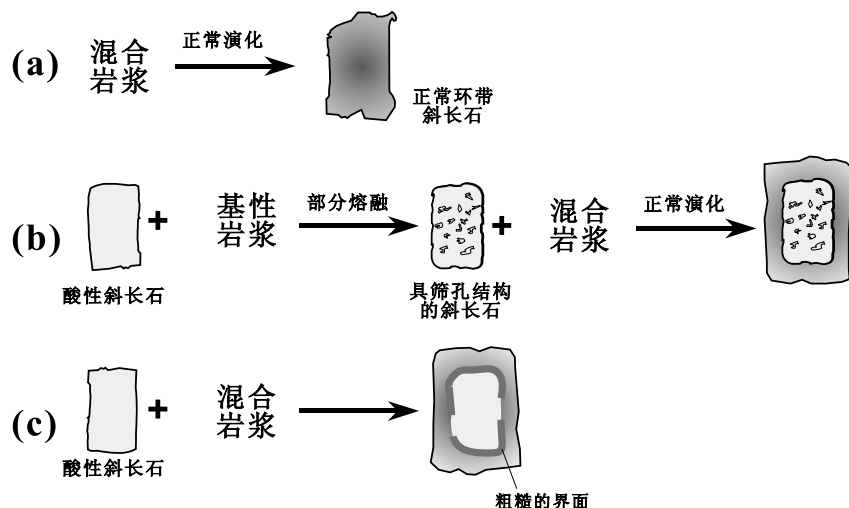 (a)
混合
岩浆
正常演化
正常环带
斜长石
(b)
酸性斜长石
+
基性
岩浆
部分熔融
具筛孔结构
的斜长石
+
混合
岩浆
正常演化
(c)
酸性斜长石
+
混合
岩浆
粗糙的界面